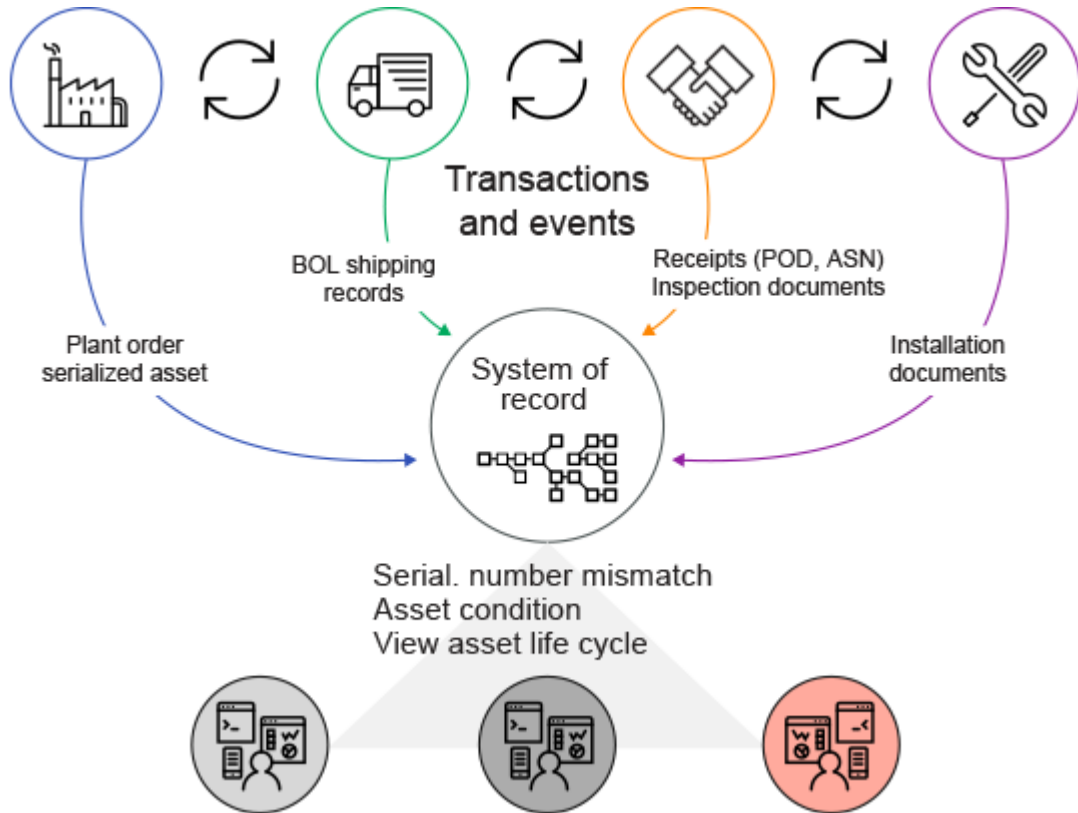 Transactions
and events
BOL shipping
records
Receipts (POD, ASN)
Inspection documents
Plant order
serialized asset
Installation
documents
System of
record
Serial. number mismatch
Asset condition
View asset life cycle